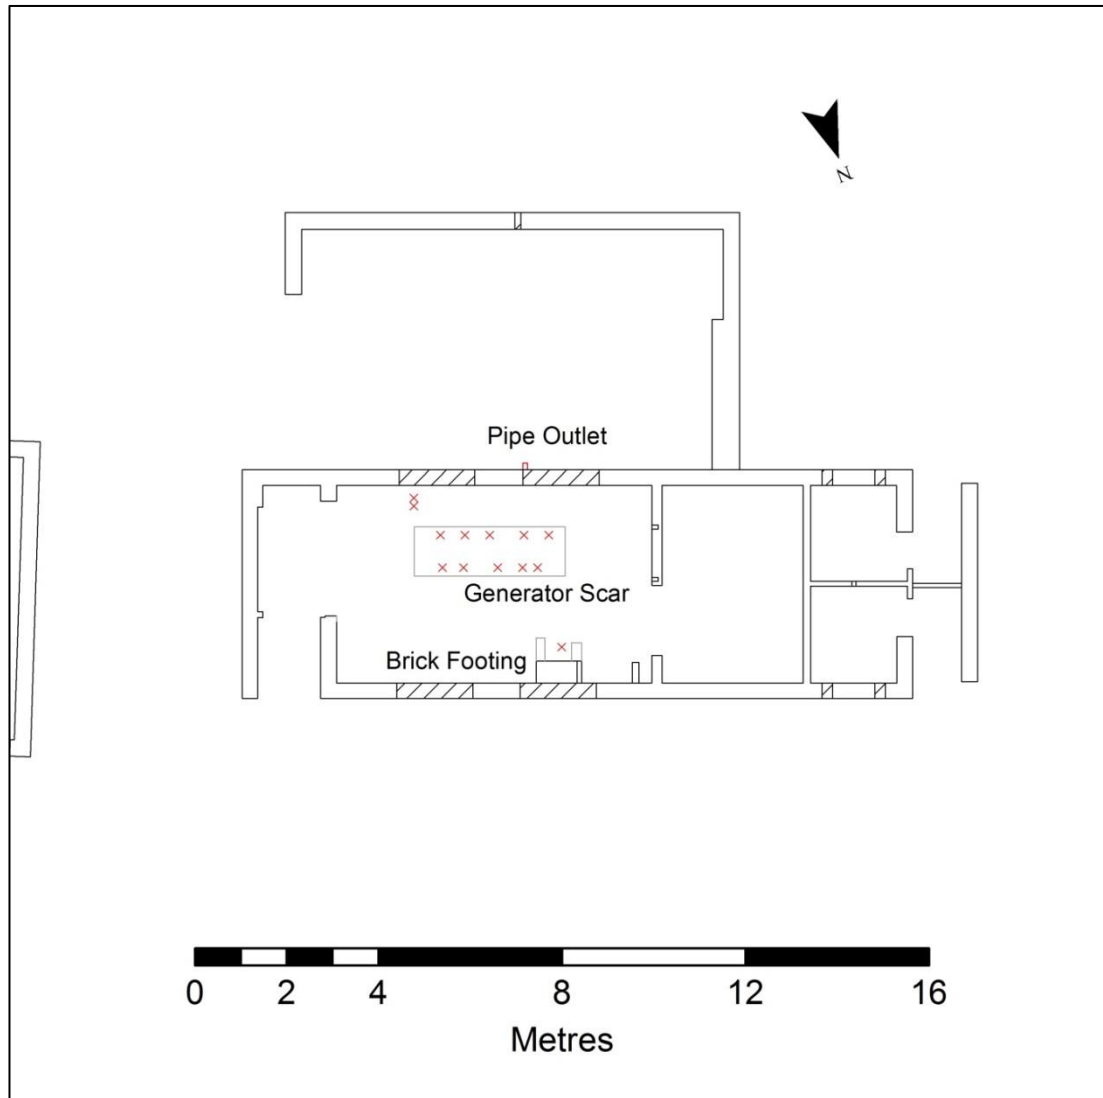 N
Pipe Outlet
Generator Scar
Brick Footing
0 2 4 8 12 16
Metres